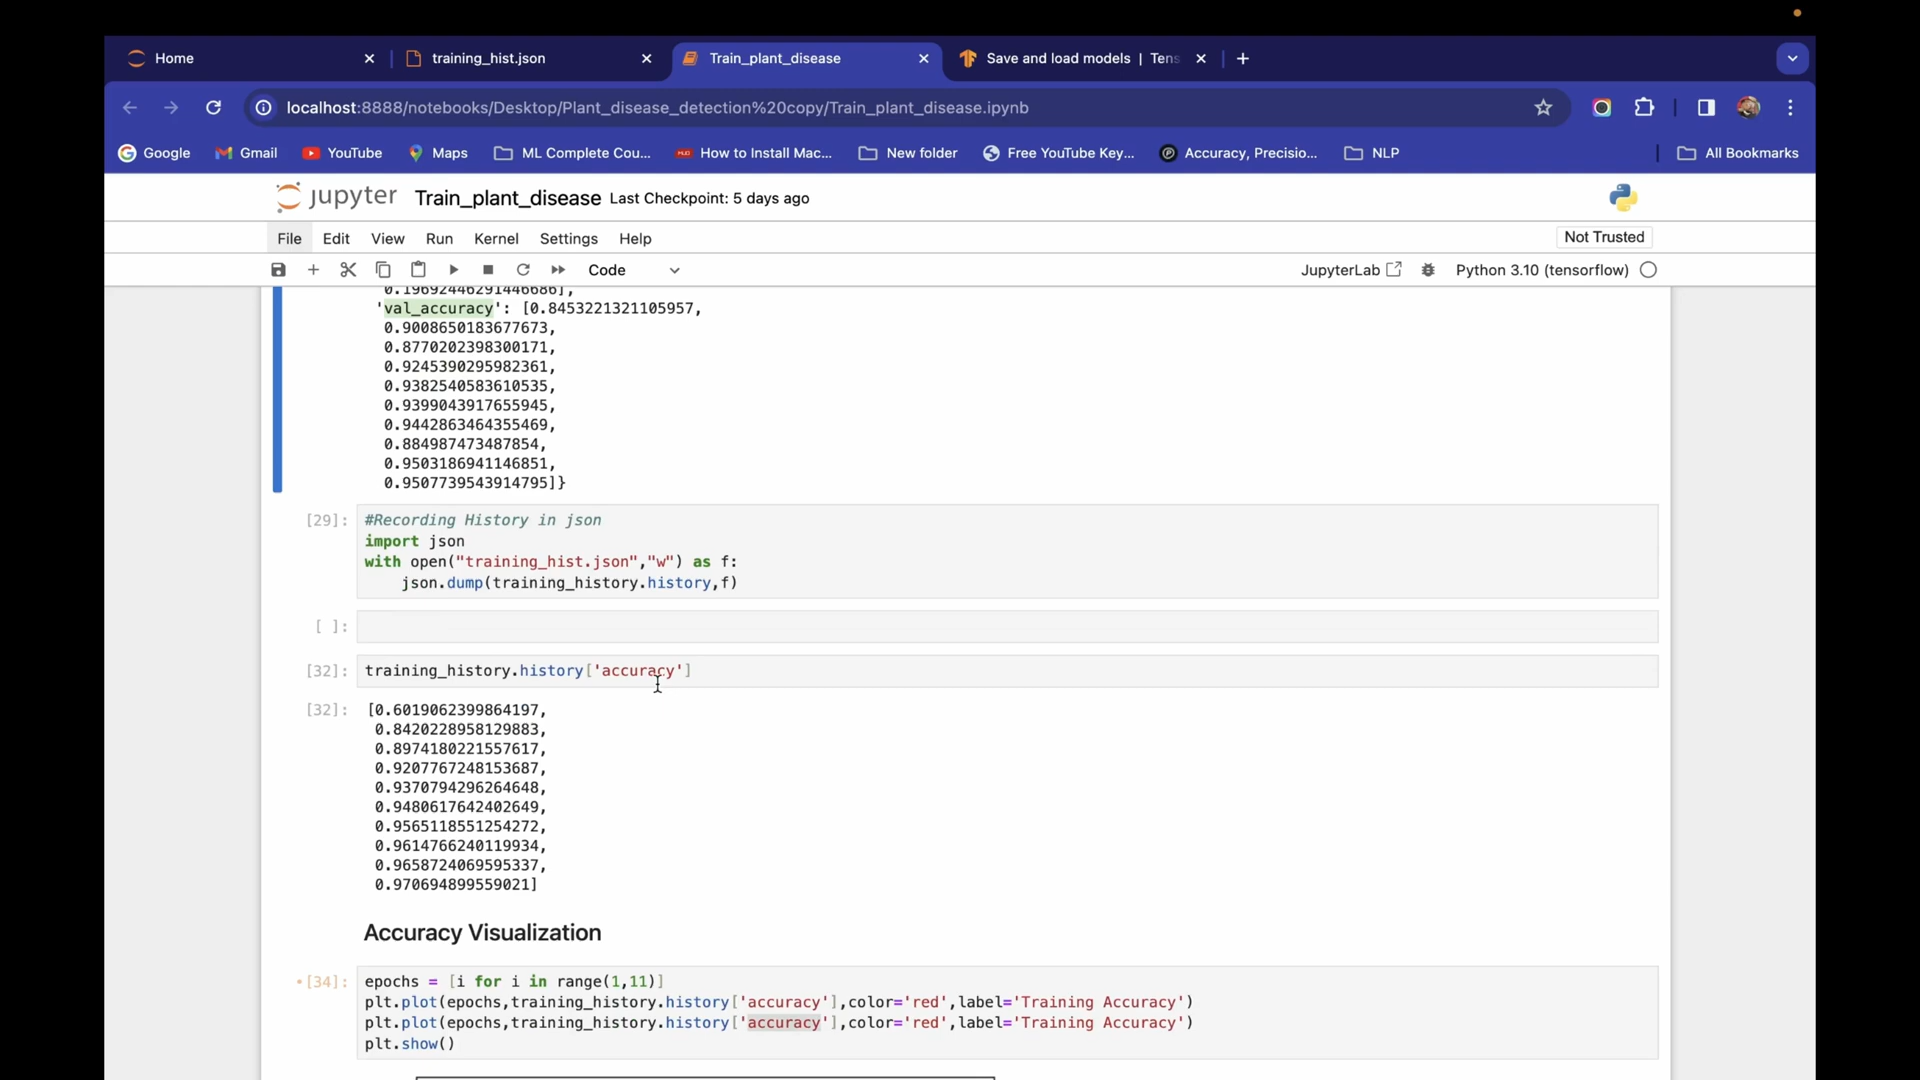 Home
training_hist.json
Train_plant_disease
Save and load models | Tens
localhost:8888/notebooks/Desktop/Plant_disease_detection%20copy/Train_plant_disease.ipynb
Google
Gmail
YouTube
Maps
ML Complete Cou...
How to Install Mac...
New folder
Free YouTube Key...
Accuracy, Precisio...
NLP
All Bookmarks
jupyter Train_plant_disease Last Checkpoint: 5 days ago
File Edit View Run Kernel Settings Help
Not Trusted
Code
JupyterLab
Python 3.10 (tensorflow)
0.19692446291446686],
'val_accuracy': [0.8453221321105957,
0.9008650183677673,
0.8770202398300171,
0.9245390295982361,
0.9382540583610535,
0.9399043917655945,
0.9442863464355469,
0.884987473487854,
0.9503186941146851,
0.9507739543914795]}
[29]: #Recording History in json
import json
with open("training_hist.json","w") as f:
json.dump(training_history.history,f)
[ ]:
[32]: training_history.history['accuracy']
[32]: [0.6019062399864197,
0.8420228958129883,
0.8974180221557617,
0.9207767248153687,
0.9370794296264648,
0.9480617642402649,
0.9565118551254272,
0.9614766240119934,
0.9658724069595337,
0.970694899559021]
Accuracy Visualization
[34]: epochs = [i for i in range(1,11)]
plt.plot(epochs,training_history.history['accuracy'],color='red',label='Training Accuracy')
plt.plot(epochs,training_history.history['accuracy'],color='red',label='Training Accuracy')
plt.show()